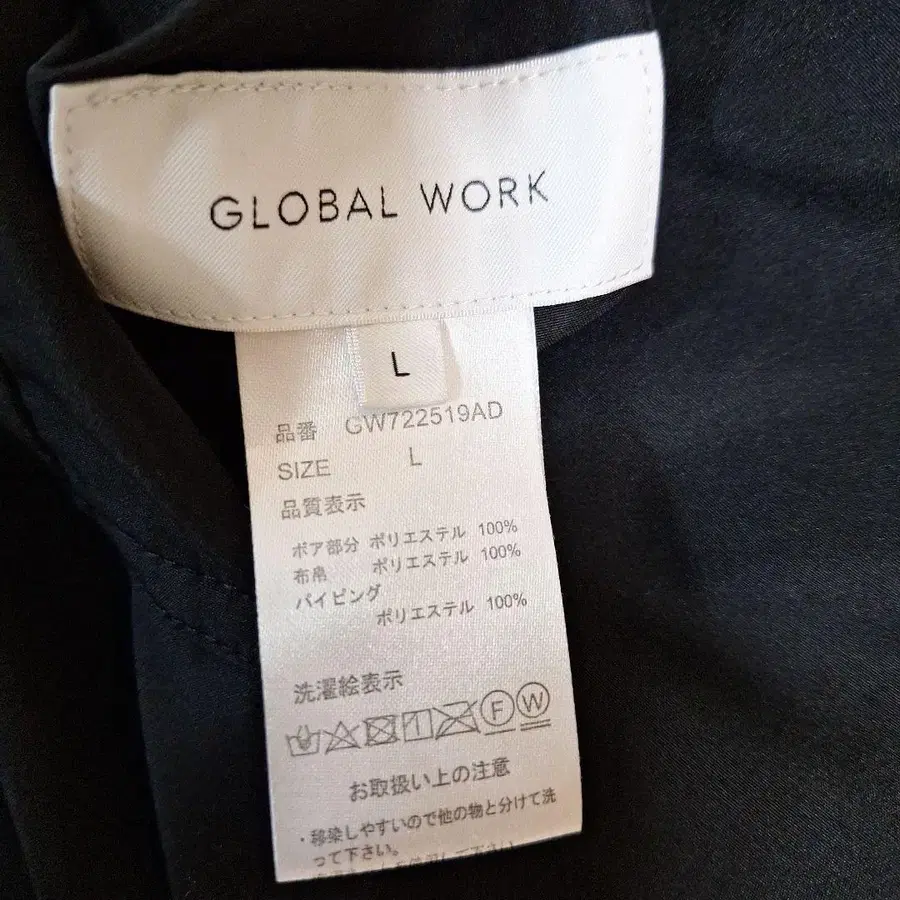 GLOBAL WORK
L
品番 GW722519AD
SIZE L
品質表示
ボア部分 ポリエステル 100%
布帛 ポリエステル 100%
パイピング
ポリエステル 100%
洗濯絵表示
F W
お取扱い上の注意
・移染しやすいので他の物と分けて洗
って下さい。